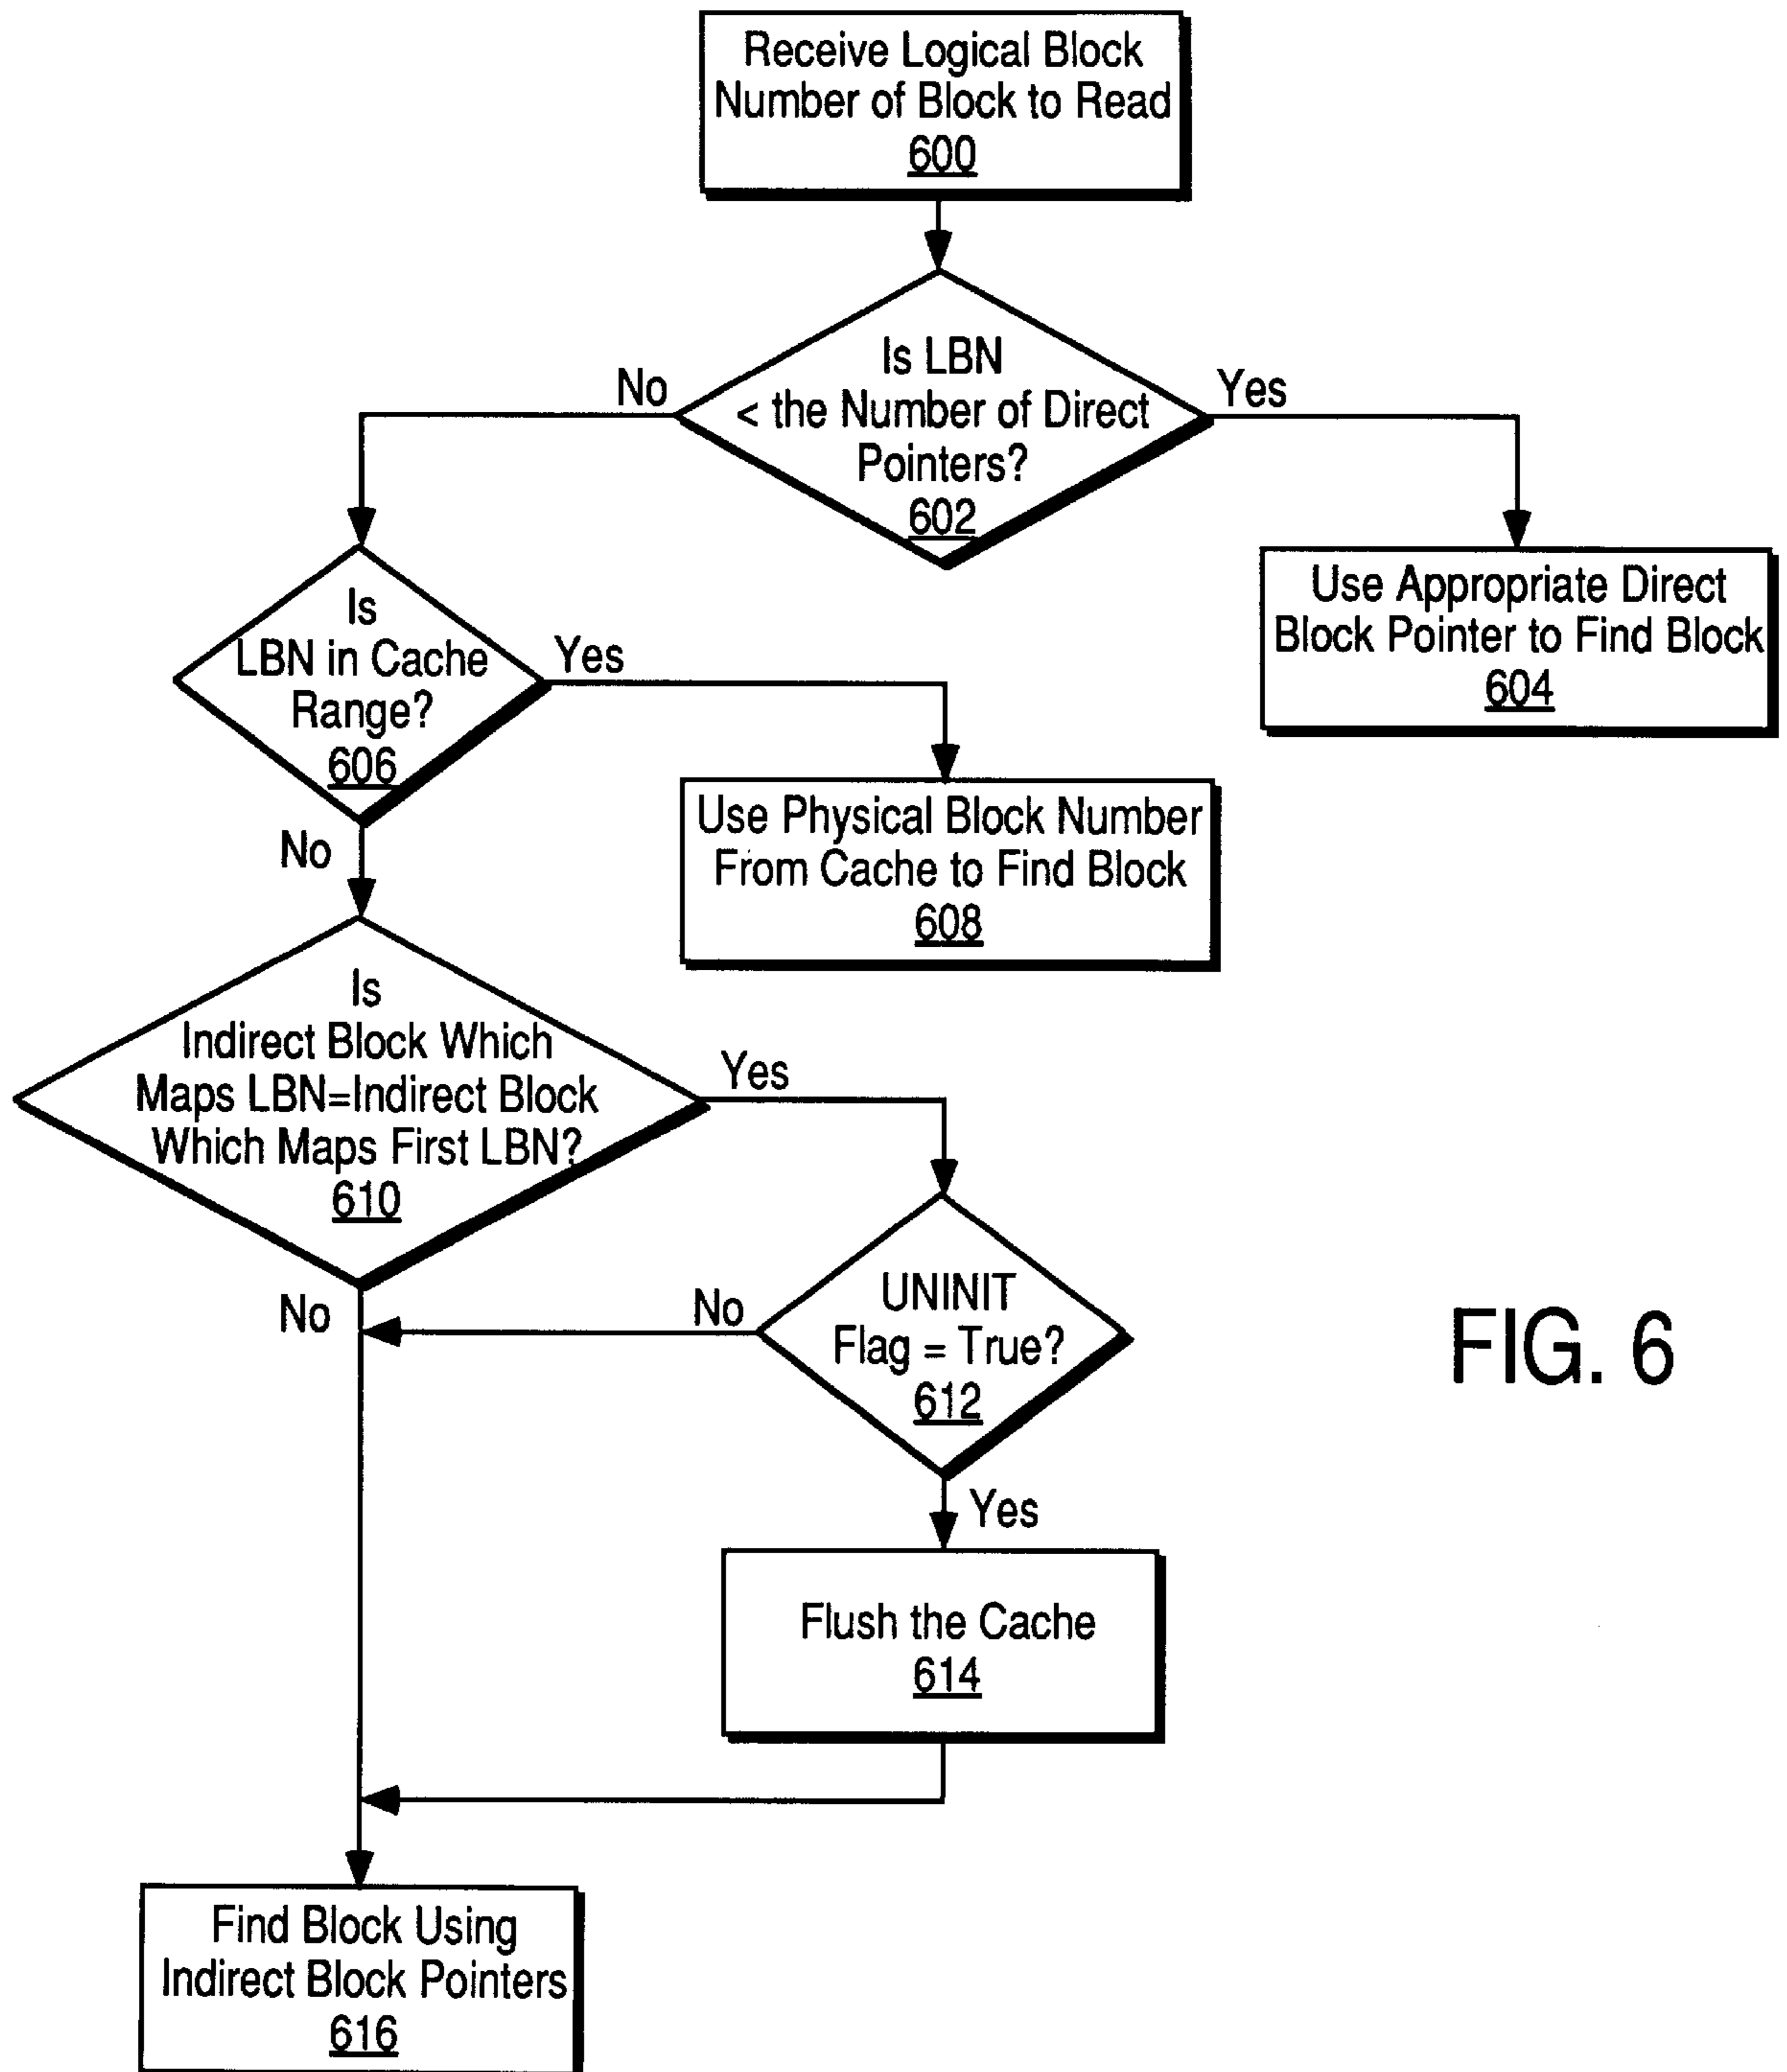 Receive Logical Block
Number of Block to Read
600
Is LBN
< the Number of Direct
Pointers?
602
No
Yes
Use Appropriate Direct
Block Pointer to Find Block
604
Is
LBN in Cache
Range?
606
Yes
No
Use Physical Block Number
From Cache to Find Block
608
Is
Indirect Block Which
Maps LBN=Indirect Block
Which Maps First LBN?
610
Yes
No
UNINIT
Flag = True?
612
No
Yes
FIG. 6
Flush the Cache
614
Find Block Using
Indirect Block Pointers
616